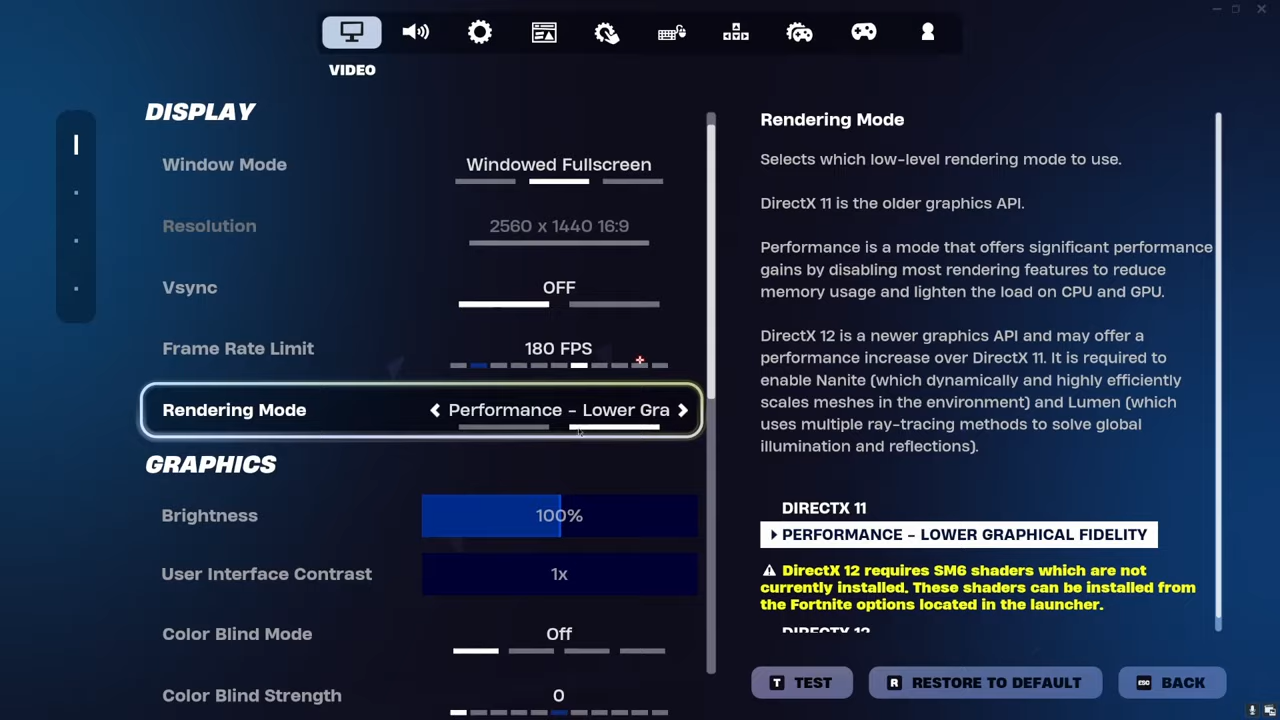 VIDEO
DISPLAY
Window Mode
Windowed Fullscreen
Resolution
2560 x 1440 16:9
Vsync
OFF
Frame Rate Limit
180 FPS
Rendering Mode
Performance - Lower Gra
GRAPHICS
Brightness
100%
User Interface Contrast
1x
Color Blind Mode
Off
Color Blind Strength
0
Rendering Mode
Selects which low-level rendering mode to use.
DirectX 11 is the older graphics API.
Performance is a mode that offers significant performance
gains by disabling most rendering features to reduce
memory usage and lighten the load on CPU and GPU.
DirectX 12 is a newer graphics API and may offer a
performance increase over DirectX 11. It is required to
enable Nanite (which dynamically and highly efficiently
scales meshes in the environment) and Lumen (which
uses multiple ray-tracing methods to solve global
illumination and reflections).
DIRECTX 11
PERFORMANCE - LOWER GRAPHICAL FIDELITY
DirectX 12 requires SM6 shaders which are not
currently installed. These shaders can be installed from
the Fortnite options located in the launcher.
DIRECTX 12
T TEST
R RESTORE TO DEFAULT
ESC BACK